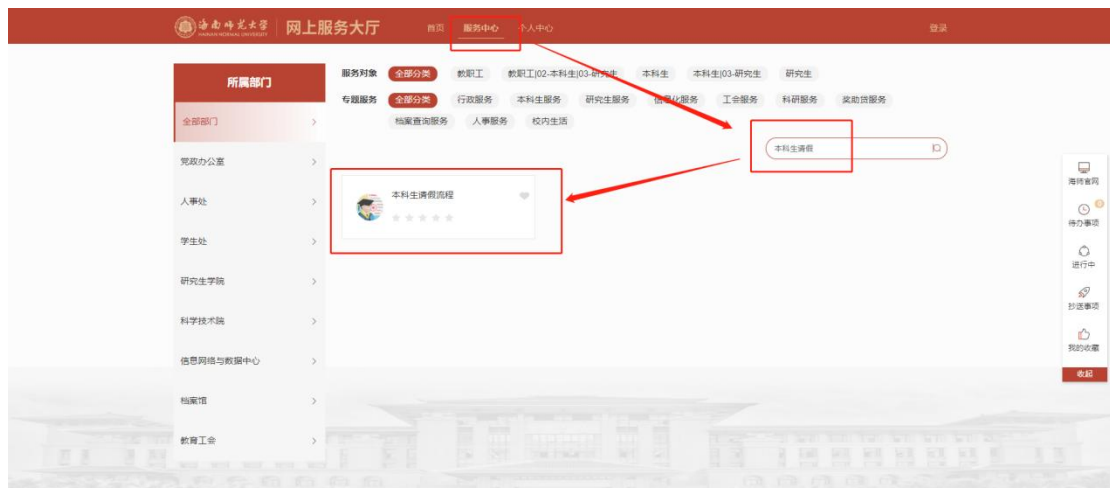 海南师范大学 网上服务大厅 首页 服务中心 个人中心 登录
HAINAN NORMAL UNIVERSITY
所属部门
全部部门
党政办公室
人事处
学生处
研究生学院
科学技术院
信息网络与数据中心
档案馆
教育工会
服务对象 全部分类 教职工 教职工|02-本科生|03-研究生 本科生 本科生|03-研究生 研究生
专题服务 全部分类 行政服务 本科生服务 研究生服务 信息化服务 工会服务 科研服务 奖助贷服务
档案查询服务 人事服务 校内生活
本科生请假
本科生请假流程
海师官网
待办事项
进行中
抄送事项
我的收藏
收起